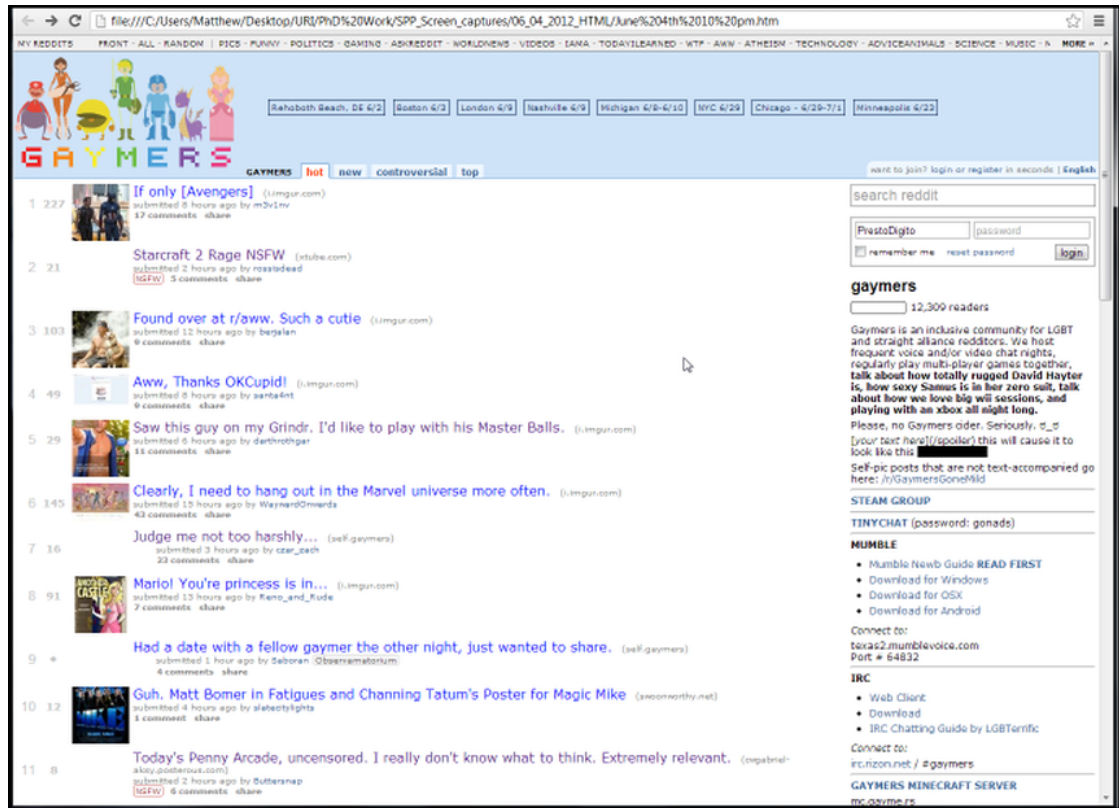 file:///C:/Users/Matthew/Desktop/URI/PhD%20Work/SPP_Screen_captures/06_04_2012_HTML/June%204th%2010%20pm.htm
MY REDDITS FRONT - ALL - RANDOM | PICS - FUNNY - POLITICS - GAMING - ASKREDDIT - WORLDNEWS - VIDEOS - IAMA - TODAYILEARNED - WTF - AWW - ATHEISM - TECHNOLOGY - ADVICEANIMALS - SCIENCE - MUSIC - N MORE »
Rehoboth Beach, DE 6/2 Boston 6/3 London 6/9 Nashville 6/9 Michigan 6/8-6/10 NYC 6/29 Chicago - 6/29-7/1 Minneapolis 6/23
GAYMERS
GAYMERS hot new controversial top
want to join? login or register in seconds | English
1 227 If only [Avengers] (i.imgur.com)
submitted 8 hours ago by m3v1nv
17 comments share
2 21 Starcraft 2 Rage NSFW (xtube.com)
submitted 2 hours ago by rossisdead
NSFW 5 comments share
3 103 Found over at r/aww. Such a cutie (i.imgur.com)
submitted 12 hours ago by berjalan
9 comments share
4 49 Aww, Thanks OKCupid! (i.imgur.com)
submitted 8 hours ago by santa4nt
9 comments share
5 29 Saw this guy on my Grindr. I'd like to play with his Master Balls. (i.imgur.com)
submitted 6 hours ago by darthrothgar
11 comments share
6 145 Clearly, I need to hang out in the Marvel universe more often. (i.imgur.com)
submitted 15 hours ago by WaywardOnwards
43 comments share
7 16 Judge me not too harshly... (self.gaymers)
submitted 3 hours ago by czar_zach
22 comments share
8 91 Mario! You're princess is in... (i.imgur.com)
submitted 13 hours ago by Reno_and_Rude
7 comments share
ANOTHER CASTLE
9 • Had a date with a fellow gaymer the other night, just wanted to share. (self.gaymers)
submitted 1 hour ago by Saboran Observamatorium
4 comments share
10 12 Guh. Matt Bomer in Fatigues and Channing Tatum's Poster for Magic Mike (swoonworthy.net)
submitted 4 hours ago by slatecitylights
1 comment share
MIKE
11 8 Today's Penny Arcade, uncensored. I really don't know what to think. Extremely relevant. (cvgabriel-
alksy.posterous.com)
submitted 2 hours ago by Buttersnap
NSFW 6 comments share
search reddit
PrestoDigito password
remember me reset password login
gaymers
12,309 readers
Gaymers is an inclusive community for LGBT
and straight alliance redditors. We host
frequent voice and/or video chat nights,
regularly play multi-player games together,
talk about how totally rugged David Hayter
is, how sexy Samus is in her zero suit, talk
about how we love big wii sessions, and
playing with an xbox all night long.
Please, no Gaymers cider. Seriously. ಠ_ಠ
[your text here](/spoiler) this will cause it to
look like this
Self-pic posts that are not text-accompanied go
here: /r/GaymersGoneMild
STEAM GROUP
TINYCHAT (password: gonads)
MUMBLE
• Mumble Newb Guide READ FIRST
• Download for Windows
• Download for OSX
• Download for Android
Connect to:
texas2.mumblevoice.com
Port # 64832
IRC
• Web Client
• Download
• IRC Chatting Guide by LGBTerrific
Connect to:
irc.rizon.net / #gaymers
GAYMERS MINECRAFT SERVER
mc.gayme.rs